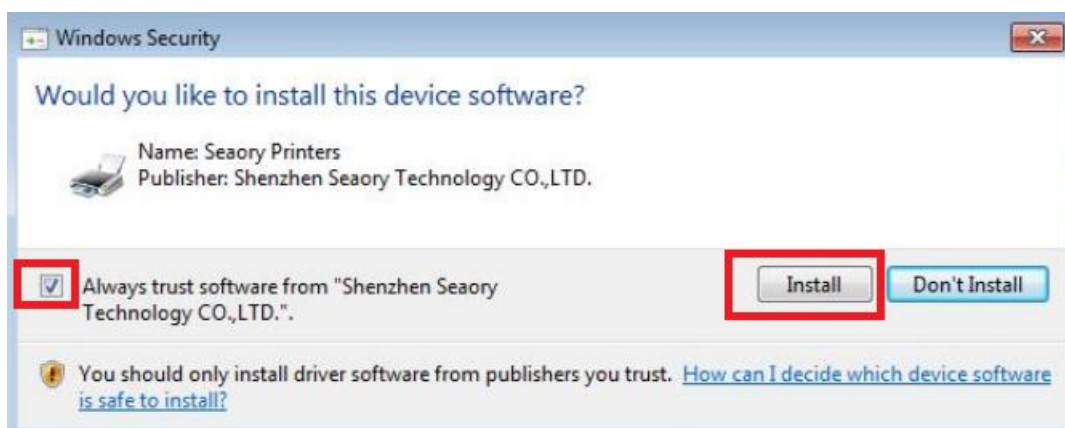 Windows Security
Would you like to install this device software?
Name: Seaory Printers
Publisher: Shenzhen Seaory Technology CO.,LTD.
Always trust software from "Shenzhen Seaory
Technology CO.,LTD.".
Install
Don't Install
You should only install driver software from publishers you trust. How can I decide which device software
is safe to install?